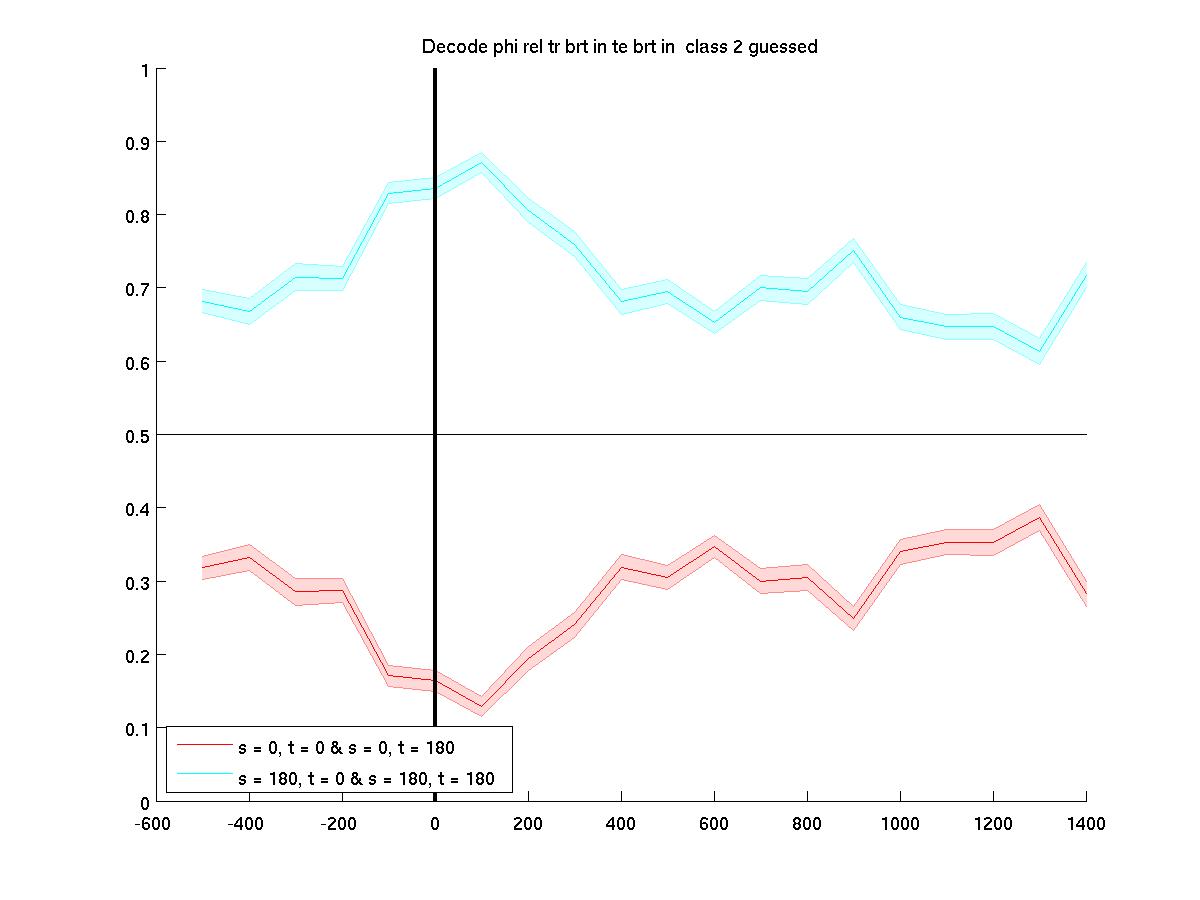 Decode phi rel tr brt in te brt in  class 2 guessed
1
0.9
0.8
0.7
0.6
0.5
0.4
0.3
0.2
0.1
0
s = 0, t = 0 & s = 0, t = 180
s = 180, t = 0 & s = 180, t = 180
-600 -400 -200 0 200 400 600 800 1000 1200 1400